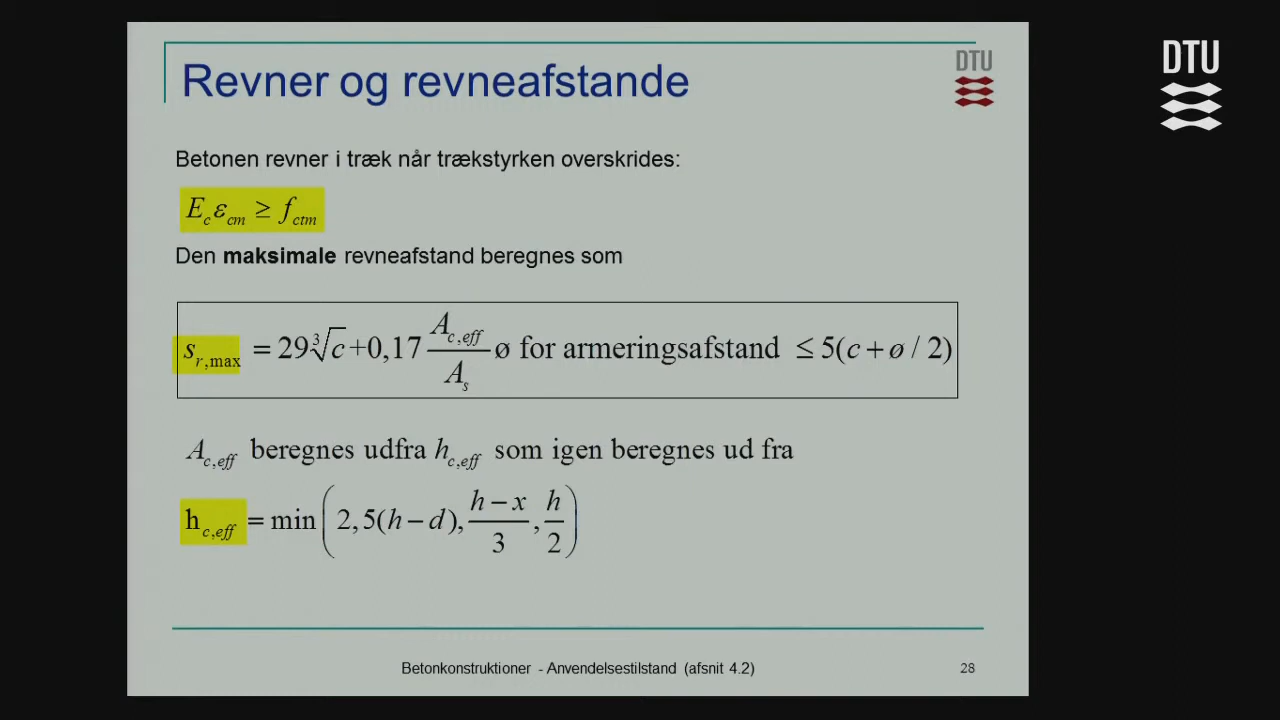 DTU
DTU
Revner og revneafstande
Betonen revner i træk når trækstyrken overskrides:
E_c ε_cm ≥ f_ctm
Den maksimale revneafstand beregnes som
s_r,max = 29∛c+0,17 A_c,eff/A_s ø for armeringsafstand ≤ 5(c + ø / 2)
A_c,eff beregnes udfra h_c,eff som igen beregnes ud fra
h_c,eff = min(2,5(h − d), (h − x)/3, h/2)
Betonkonstruktioner - Anvendelsestilstand (afsnit 4.2)
28